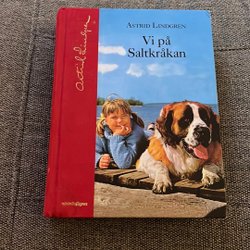 ASTRID LINDGREN
Vi på
Saltkråkan
Astrid Lindgren